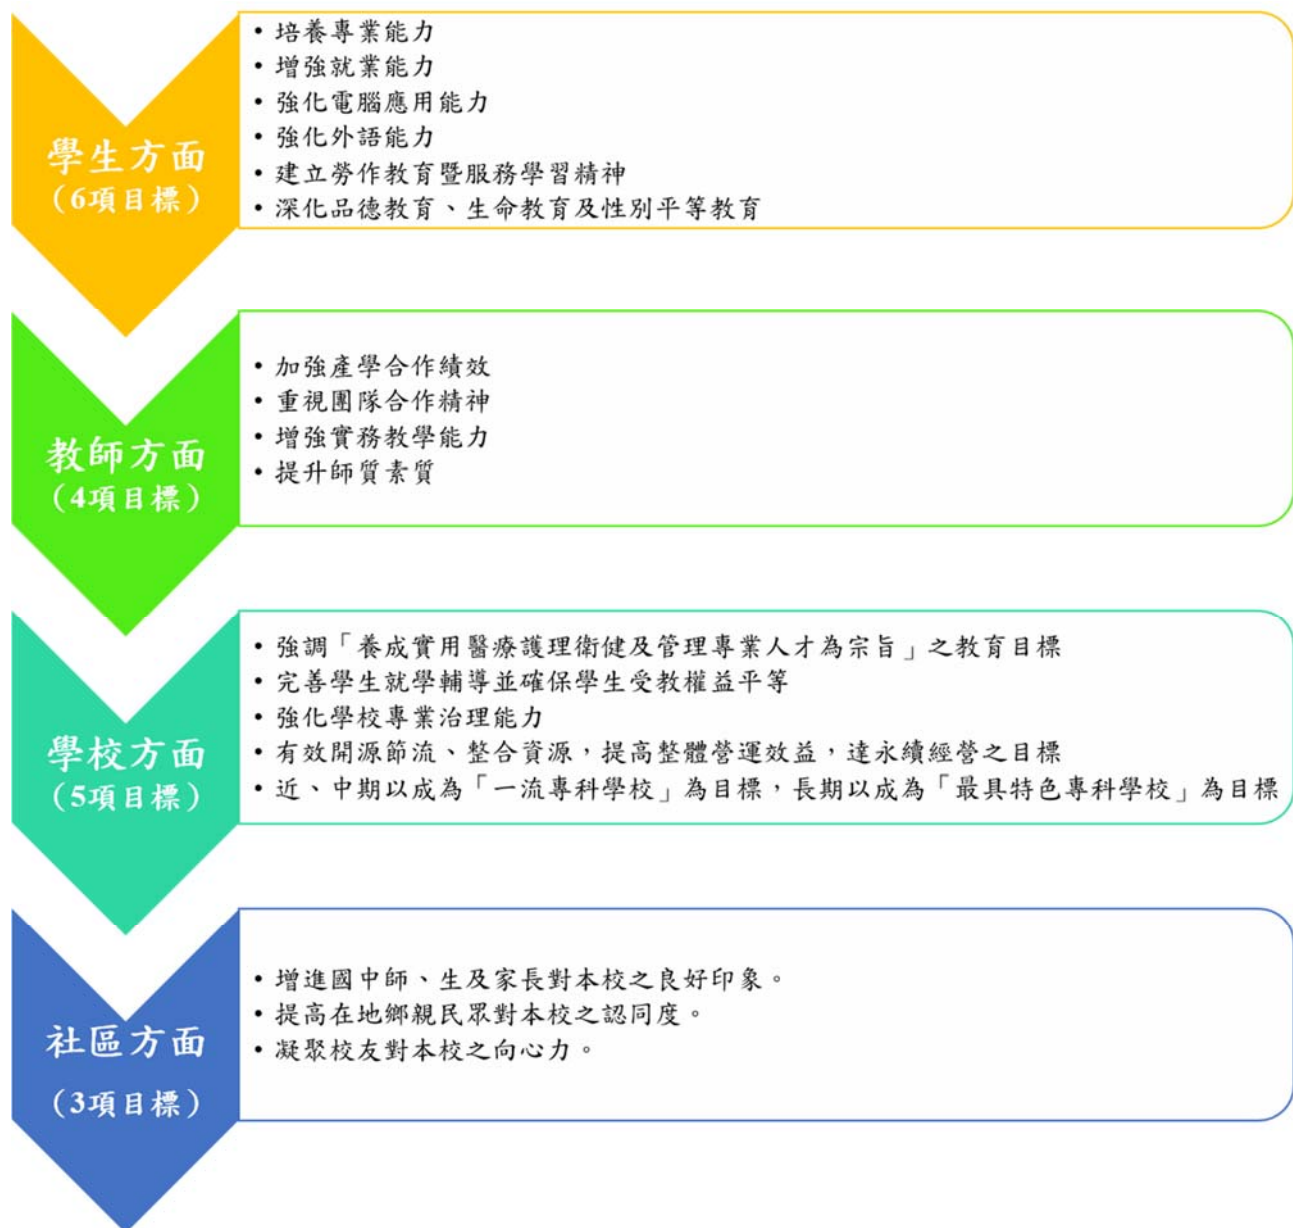 學生方面
(6項目標)
• 培養專業能力
• 增強就業能力
• 強化電腦應用能力
• 強化外語能力
• 建立勞作教育暨服務學習精神
• 深化品德教育、生命教育及性別平等教育
教師方面
(4項目標)
• 加強產學合作績效
• 重視團隊合作精神
• 增強實務教學能力
• 提升師質素質
學校方面
(5項目標)
• 強調「養成實用醫療護理衛健及管理專業人才為宗旨」之教育目標
• 完善學生就學輔導並確保學生受教權益平等
• 強化學校專業治理能力
• 有效開源節流、整合資源，提高整體營運效益，達永續經營之目標
• 近、中期以成為「一流專科學校」為目標，長期以成為「最具特色專科學校」為目標
社區方面
(3項目標)
• 增進國中師、生及家長對本校之良好印象。
• 提高在地鄉親民眾對本校之認同度。
• 凝聚校友對本校之向心力。